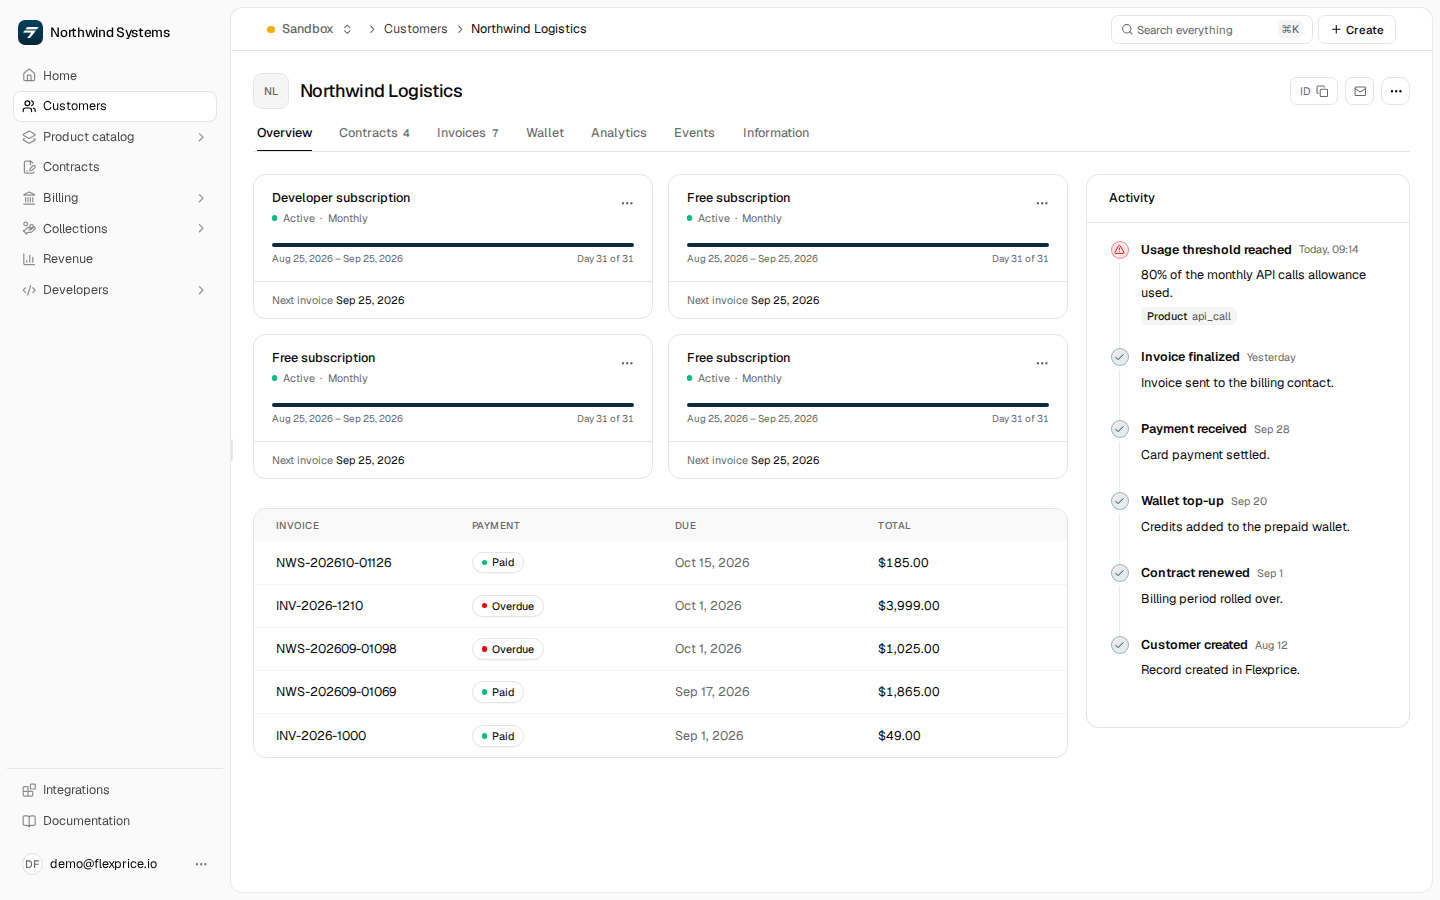 Northwind Systems
Home
Customers
Product catalog
Contracts
Billing
Collections
Revenue
Developers
Integrations
Documentation
DF demo@flexprice.io
Sandbox Customers Northwind Logistics
Search everything ⌘K
Create
NL Northwind Logistics
ID
Overview Contracts 4 Invoices 7 Wallet Analytics Events Information
Developer subscription
Active · Monthly
Aug 25, 2026 – Sep 25, 2026 Day 31 of 31
Next invoice Sep 25, 2026
Free subscription
Active · Monthly
Aug 25, 2026 – Sep 25, 2026 Day 31 of 31
Next invoice Sep 25, 2026
Free subscription
Active · Monthly
Aug 25, 2026 – Sep 25, 2026 Day 31 of 31
Next invoice Sep 25, 2026
Free subscription
Active · Monthly
Aug 25, 2026 – Sep 25, 2026 Day 31 of 31
Next invoice Sep 25, 2026
INVOICE PAYMENT DUE TOTAL
NWS-202610-01126 Paid Oct 15, 2026 $185.00
INV-2026-1210 Overdue Oct 1, 2026 $3,999.00
NWS-202609-01098 Overdue Oct 1, 2026 $1,025.00
NWS-202609-01069 Paid Sep 17, 2026 $1,865.00
INV-2026-1000 Paid Sep 1, 2026 $49.00
Activity
Usage threshold reached Today, 09:14
80% of the monthly API calls allowance
used.
Product api_call
Invoice finalized Yesterday
Invoice sent to the billing contact.
Payment received Sep 28
Card payment settled.
Wallet top-up Sep 20
Credits added to the prepaid wallet.
Contract renewed Sep 1
Billing period rolled over.
Customer created Aug 12
Record created in Flexprice.